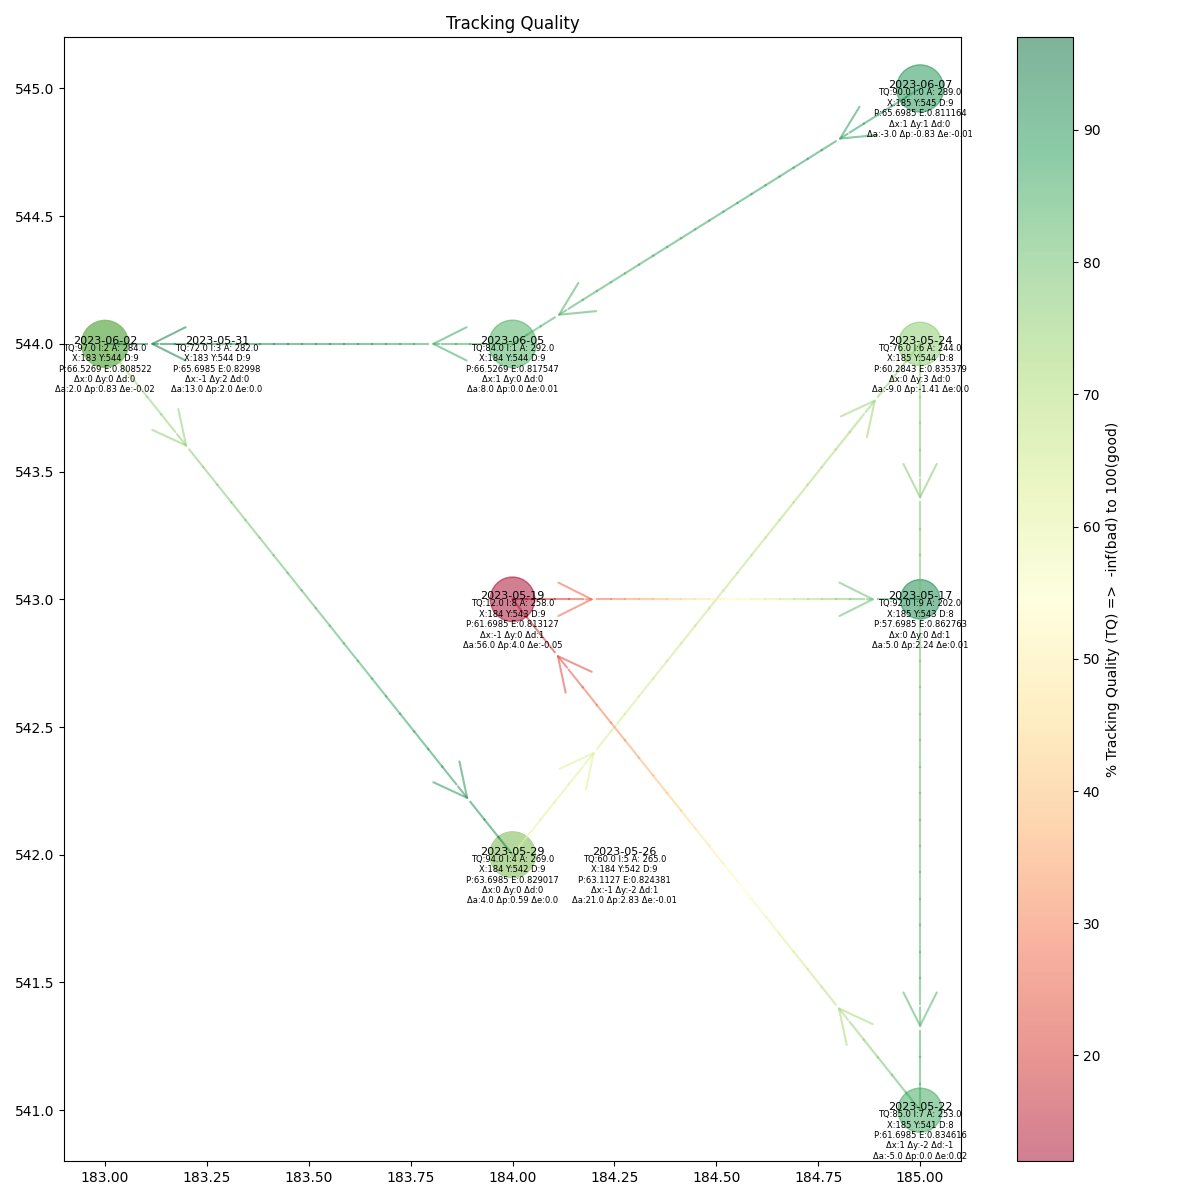 Tracking Quality
545.0
544.5
544.0
543.5
543.0
542.5
542.0
541.5
541.0
2023-06-07
TQ:90.0 I:0 A: 289.0
X:185 Y:545 D:9
P:65.6985 E:0.811164
Δx:1 Δy:1 Δd:0
Δa:-3.0 Δp:-0.83 Δe:-0.01
2023-06-02
TQ:97.0 I:2 A: 284.0
X:183 Y:544 D:9
P:66.5269 E:0.808522
Δx:0 Δy:0 Δd:0
Δa:2.0 Δp:0.83 Δe:-0.02
2023-05-31
TQ:72.0 I:3 A: 282.0
X:183 Y:544 D:9
P:65.6985 E:0.82998
Δx:-1 Δy:2 Δd:0
Δa:13.0 Δp:2.0 Δe:0.0
2023-06-05
TQ:84.0 I:1 A: 292.0
X:184 Y:544 D:9
P:66.5269 E:0.817547
Δx:1 Δy:0 Δd:0
Δa:8.0 Δp:0.0 Δe:0.01
2023-05-24
TQ:76.0 I:6 A: 244.0
X:185 Y:544 D:8
P:60.2843 E:0.835379
Δx:0 Δy:3 Δd:0
Δa:-9.0 Δp:-1.41 Δe:0.0
2023-05-19
TQ:12.0 I:8 A: 258.0
X:184 Y:543 D:9
P:61.6985 E:0.813127
Δx:-1 Δy:0 Δd:1
Δa:56.0 Δp:4.0 Δe:-0.05
2023-05-17
TQ:92.0 I:9 A: 202.0
X:185 Y:543 D:8
P:57.6985 E:0.862763
Δx:0 Δy:0 Δd:1
Δa:5.0 Δp:2.24 Δe:0.01
2023-05-29
TQ:94.0 I:4 A: 269.0
X:184 Y:542 D:9
P:63.6985 E:0.829017
Δx:0 Δy:0 Δd:0
Δa:4.0 Δp:0.59 Δe:0.0
2023-05-26
TQ:60.0 I:5 A: 265.0
X:184 Y:542 D:9
P:63.1127 E:0.824381
Δx:-1 Δy:-2 Δd:1
Δa:21.0 Δp:2.83 Δe:-0.01
2023-05-22
TQ:85.0 I:7 A: 253.0
X:185 Y:541 D:8
P:61.6985 E:0.834616
Δx:1 Δy:-2 Δd:-1
Δa:-5.0 Δp:0.0 Δe:0.02
183.00
183.25
183.50
183.75
184.00
184.25
184.50
184.75
185.00
90
80
70
60
50
40
30
20
% Tracking Quality (TQ) =>  -inf(bad) to 100(good)